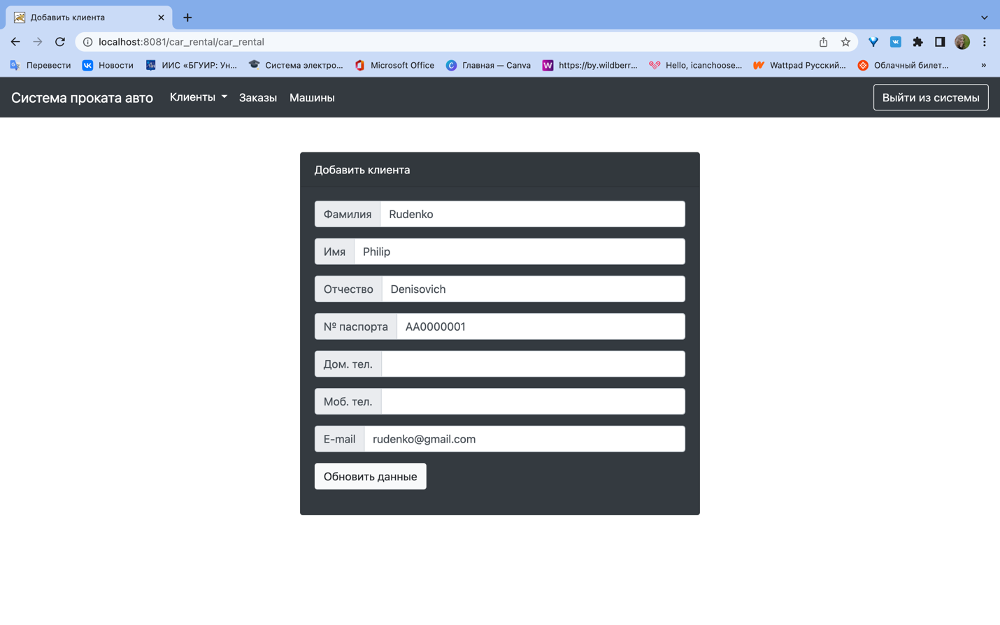 Добавить клиента
localhost:8081/car_rental/car_rental
Перевести Новости ИИС «БГУИР: Ун... Система электро... Microsoft Office Главная — Canva https://by.wildberr... Hello, icanchoose... Wattpad Русский... Облачный билет... »
Система проката авто Клиенты Заказы Машины Выйти из системы
Добавить клиента
Фамилия Rudenko
Имя Philip
Отчество Denisovich
№ паспорта AA0000001
Дом. тел.
Моб. тел.
E-mail rudenko@gmail.com
Обновить данные